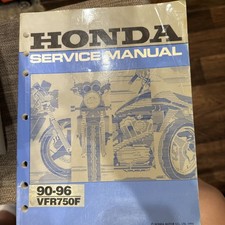 HONDA
SERVICE MANUAL
90-96
VFR750F